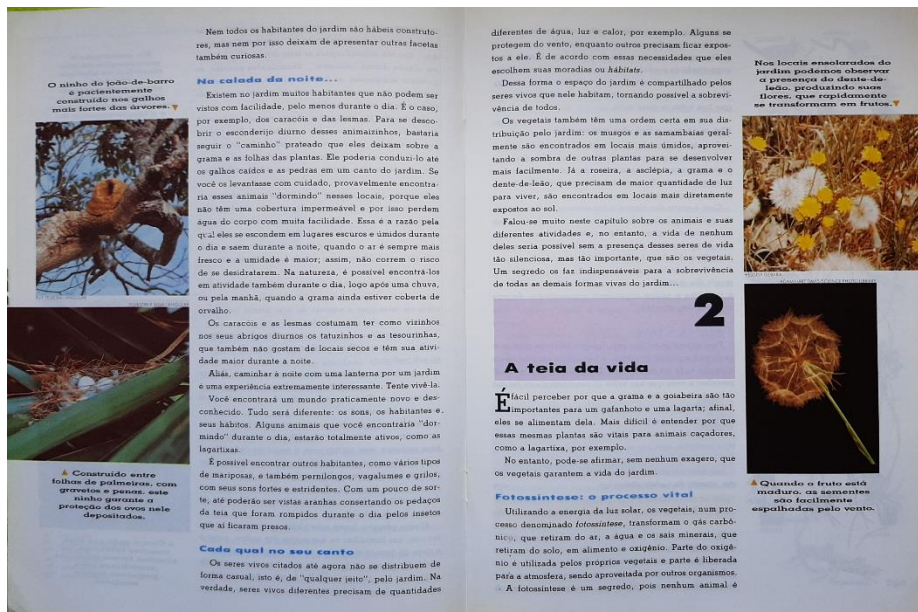 Nem todos os habitantes do jardim são hábeis construto-
res, mas nem por isso deixam de apresentar outras facetas
também curiosas.
O ninho do joão-de-barro
é pacientemente
construído nos galhos
mais fortes das árvores.
Na calada da noite...
Existem no jardim muitos habitantes que não podem ser
vistos com facilidade, pelo menos durante o dia. É o caso,
por exemplo, dos caracóis e das lesmas. Para se desco-
brir o esconderijo diurno desses animaizinhos, bastaria
seguir o "caminho" prateado que eles deixam sobre a
grama e as folhas das plantas. Ele poderia conduzi-lo até
os galhos caídos e as pedras em um canto do jardim. Se
você os levantasse com cuidado, provavelmente encontra-
ria esses animais "dormindo" nesses locais, porque eles
não têm uma cobertura impermeável e por isso perdem
água do corpo com muita facilidade. Essa é a razão pela
qual eles se escondem em lugares escuros e úmidos durante
o dia e saem durante a noite, quando o ar é sempre mais
fresco e a umidade é maior; assim, não correm o risco
de se desidratarem. Na natureza, é possível encontrá-los
em atividade também durante o dia, logo após uma chuva,
ou pela manhã, quando a grama ainda estiver coberta de
orvalho.
Os caracóis e as lesmas costumam ter como vizinhos
nos seus abrigos diurnos os tatuzinhos e as tesourinhas,
que também não gostam de locais secos e têm sua ativi-
dade maior durante a noite.
Aliás, caminhar à noite com uma lanterna por um jardim
é uma experiência extremamente interessante. Tente vivê-la.
Você encontrará um mundo praticamente novo e des-
conhecido. Tudo será diferente: os sons, os habitantes e
seus hábitos. Alguns animais que você encontraria "dor-
mindo" durante o dia, estarão totalmente ativos, como as
lagartixas.
É possível encontrar outros habitantes, como vários tipos
de mariposas, e também pernilongos, vagalumes e grilos,
com seus sons fortes e estridentes. Com um pouco de sor-
te, até poderão ser vistas aranhas consertando os pedaços
da teia que foram rompidos durante o dia pelos insetos
que aí ficaram presos.
Construído entre
folhas de palmeiras, com
gravetos e penas, este
ninho garante a
proteção dos ovos nele
depositados.
Cada qual no seu canto
Os seres vivos citados até agora não se distribuem de
forma casual, isto é, de "qualquer jeito", pelo jardim. Na
verdade, seres vivos diferentes precisam de quantidades
diferentes de água, luz e calor, por exemplo. Alguns se
protegem do vento, enquanto outros precisam ficar expos-
tos a ele. É de acordo com essas necessidades que eles
escolhem suas moradias ou hábitats.
Dessa forma o espaço do jardim é compartilhado pelos
seres vivos que nele habitam, tornando possível a sobrevi-
vência de todos.
Os vegetais também têm uma ordem certa em sua dis-
tribuição pelo jardim: os musgos e as samambaias geral-
mente são encontrados em locais mais úmidos, aprovei-
tando a sombra de outras plantas para se desenvolver
mais facilmente. Já a roseira, a asclépia, a grama e o
dente-de-leão, que precisam de maior quantidade de luz
para viver, são encontrados em locais mais diretamente
expostos ao sol.
Falou-se muito neste capítulo sobre os animais e suas
diferentes atividades e, no entanto, a vida de nenhum
deles seria possível sem a presença desses seres de vida
tão silenciosa, mas tão importante, que são os vegetais.
Um segredo os faz indispensáveis para a sobrevivência
de todas as demais formas vivas do jardim...
Nos locais ensolarados do
jardim podemos observar
a presença do dente-de-
leão, produzindo suas
flores, que rapidamente
se transformam em frutos.
2
A teia da vida
É fácil perceber por que a grama e a goiabeira são tão
importantes para um gafanhoto e uma lagarta; afinal,
eles se alimentam dela. Mais difícil é entender por que
essas mesmas plantas são vitais para animais caçadores,
como a lagartixa, por exemplo.
No entanto, pode-se afirmar, sem nenhum exagero, que
os vegetais garantem a vida do jardim.
Fotossíntese: o processo vital
Utilizando a energia da luz solar, os vegetais, num pro-
cesso denominado fotossíntese, transformam o gás carbô-
nico, que retiram do ar, a água e os sais minerais, que
retiram do solo, em alimento e oxigênio. Parte do oxigê-
nio é utilizada pelos próprios vegetais e parte é liberada
para a atmosfera, sendo aproveitada por outros organismos.
A fotossíntese é um segredo, pois nenhum animal é
Quando o fruto está
maduro, as sementes
são facilmente
espalhadas pelo vento.